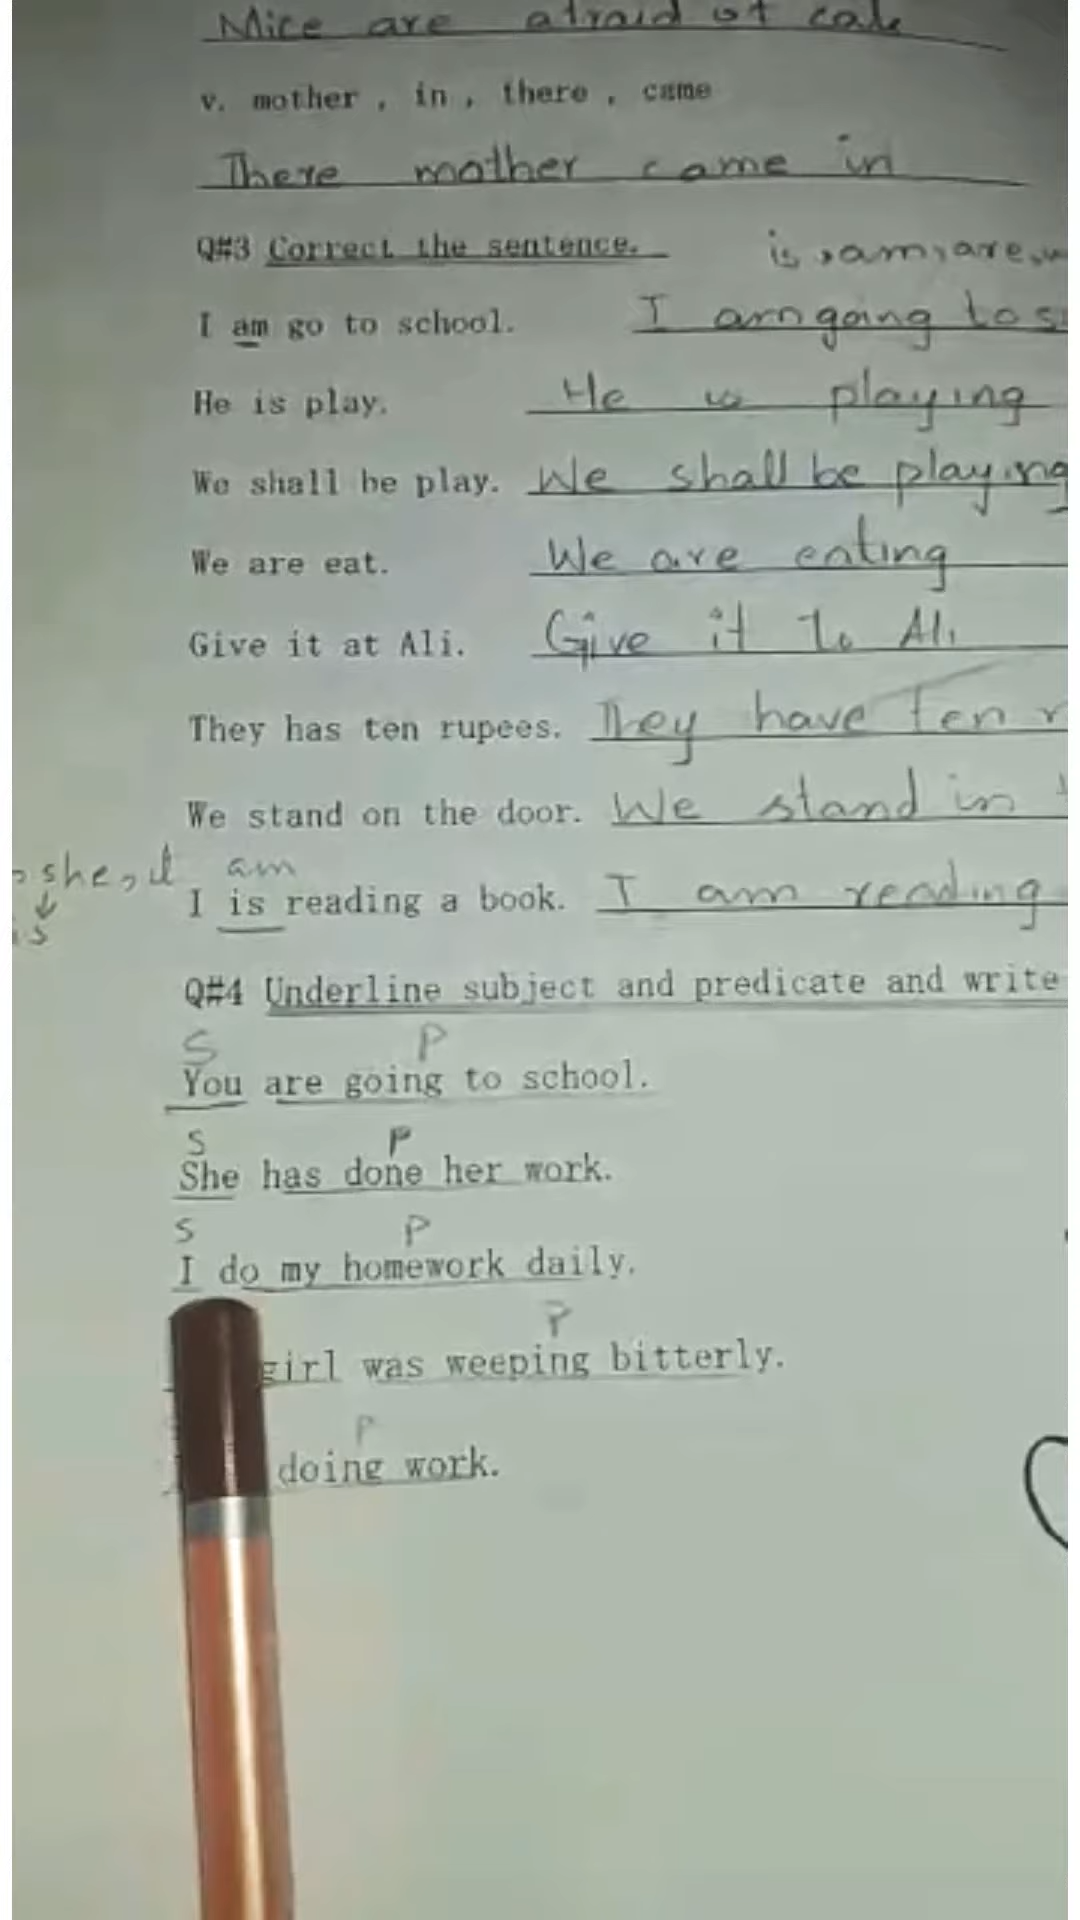 Mice are afraid of
v. mother , in , there , came
There mother came in
Q#3 Correct the sentence.
is, am, are,
I am go to school. I am going to
He is play. He is playing
We shall be play. We shall be playing
We are eat. We are eating
Give it at Ali. Give it to Ali
They has ten rupees. They have ten
We stand on the door. We stand in
, she, it am
is
I is reading a book. I am reading
Q#4 Underline subject and predicate and write
S P
You are going to school.
S P
She has done her work.
S P
I do my homework daily.
P
girl was weeping bitterly.
P
doing work.